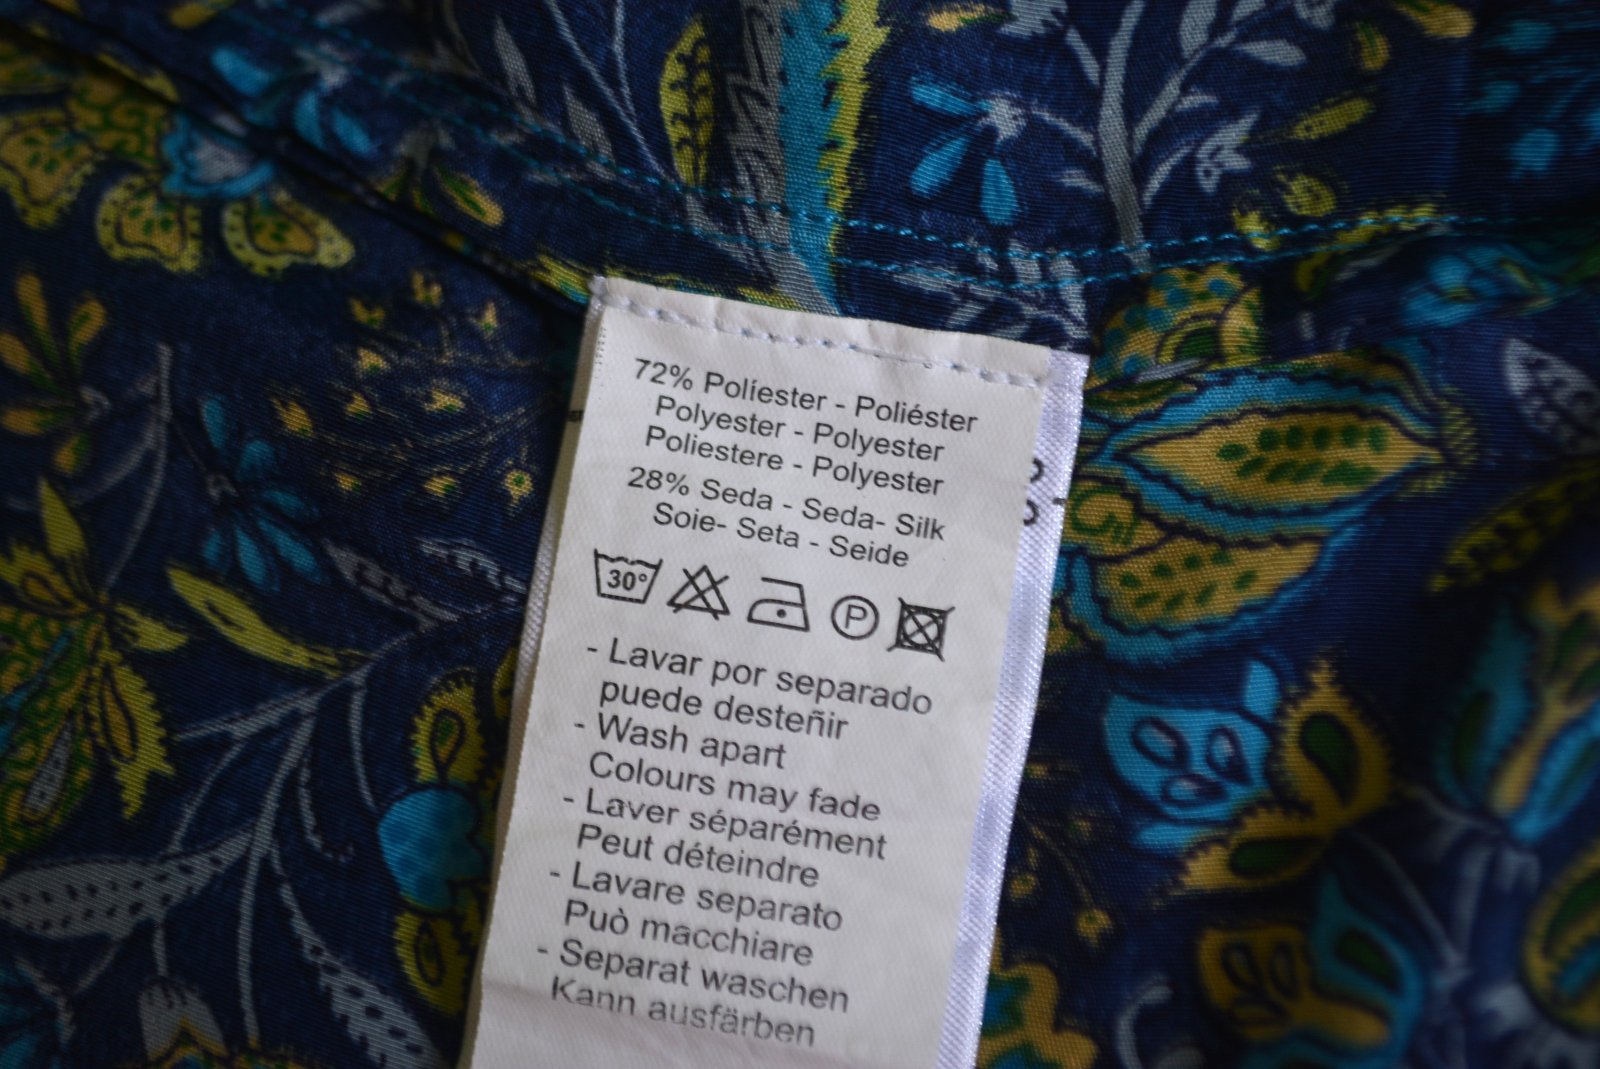 72% Políester - Poliéster
Polyester - Polyester
Poliestere - Polyester
28% Seda - Seda- Silk
Soie- Seta - Seide
30°
P
- Lavar por separado
puede desteñir
- Wash apart
Colours may fade
- Laver séparément
Peut déteindre
- Lavare separato
Può macchiare
- Separat waschen
Kann ausfärben